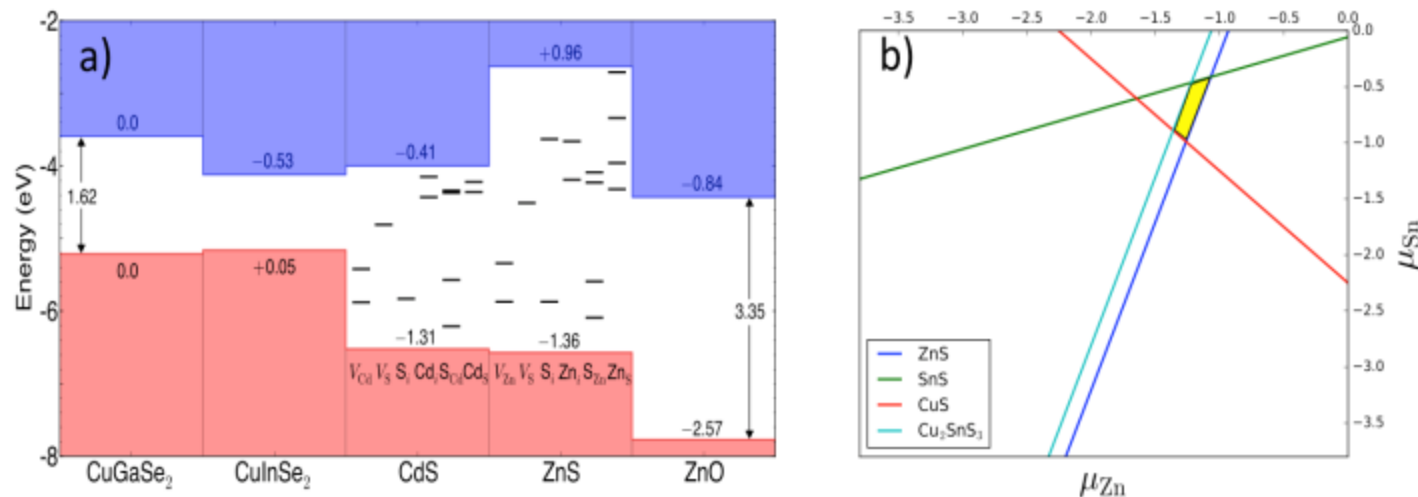 a)
-2
-4
-6
-8
Energy (eV)
0.0
−0.53
−0.41
+0.96
−0.84
1.62
3.35
0.0
+0.05
−1.31
−1.36
−2.57
V_Cd V_S S_i Cd_i S_Cd Cd_S
V_Zn V_S S_i Zn_i S_Zn Zn_S
CuGaSe₂ CuInSe₂ CdS ZnS ZnO
b)
−3.5 −3.0 −2.5 −2.0 −1.5 −1.0 −0.5 0.0
0.0
−0.5
−1.0
−1.5
−2.0
−2.5
−3.0
−3.5
μ_Sn
ZnS
SnS
CuS
Cu₂SnS₃
μ_Zn